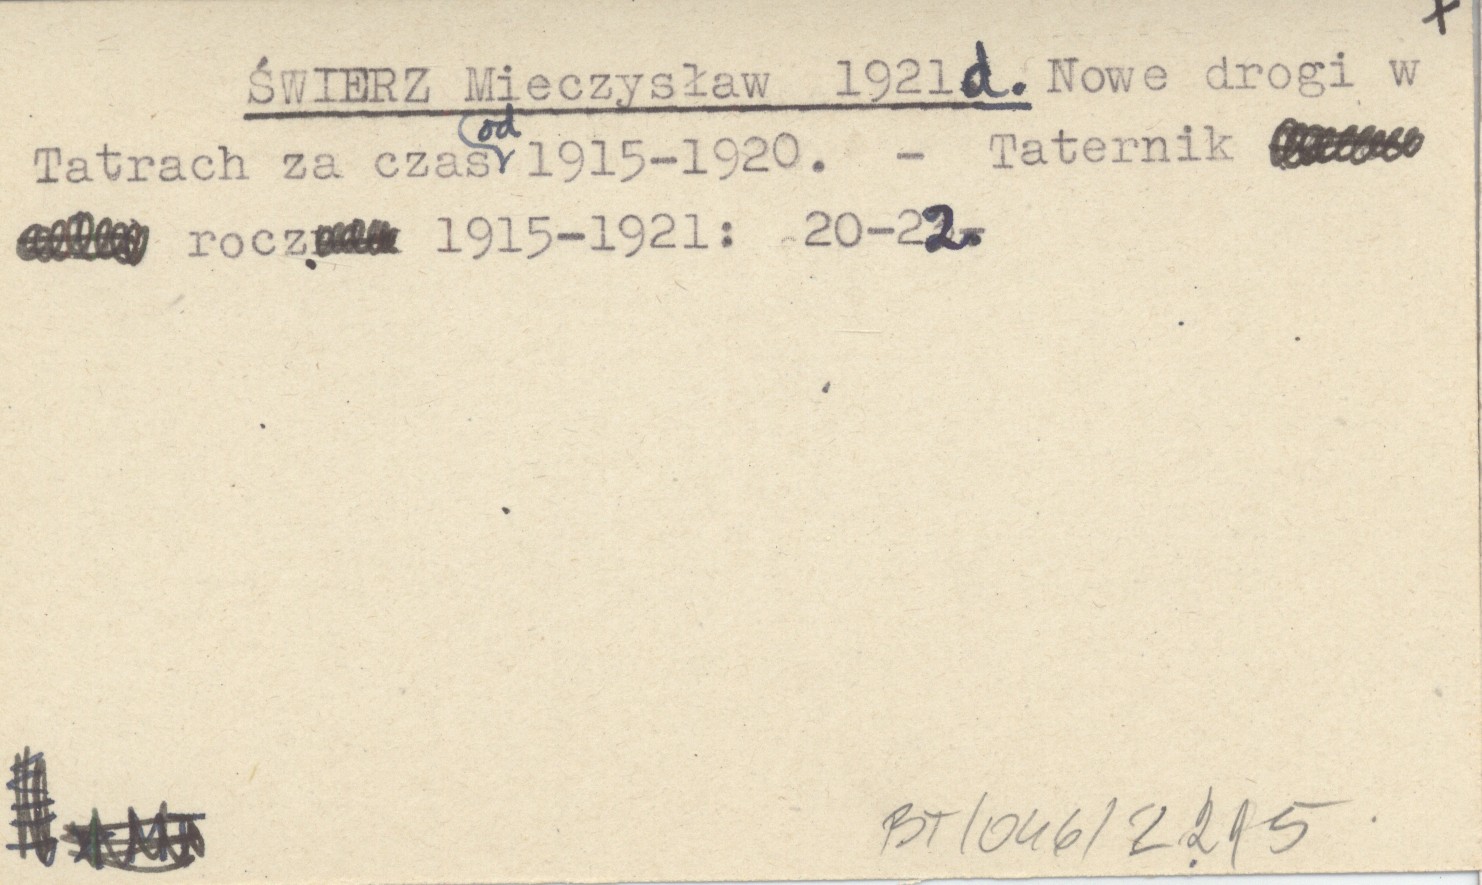 ŚWIERZ Mieczysław 1921d. Nowe drogi w
Tatrach za czas od 1915-1920. - Taternik
rocz. 1915-1921: 20-22.
BT/046/2215